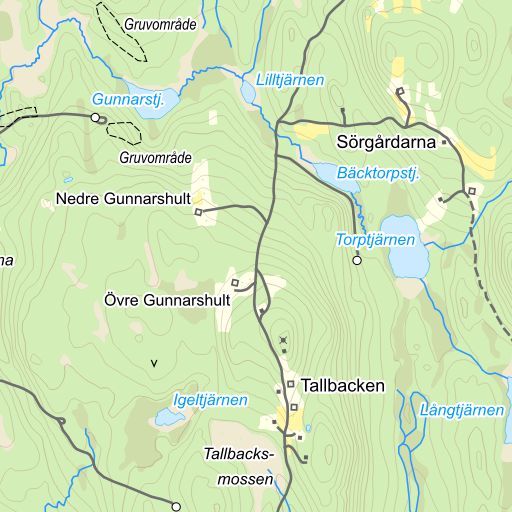 Gruvområde
Lilltjärnen
Gunnarstj.
Sörgårdarna
Gruvområde
Bäcktorpstj.
Nedre Gunnarshult
Torptjärnen
na
Övre Gunnarshult
Tallbacken
Igeltjärnen
Långtjärnen
Tallbacks-
mossen